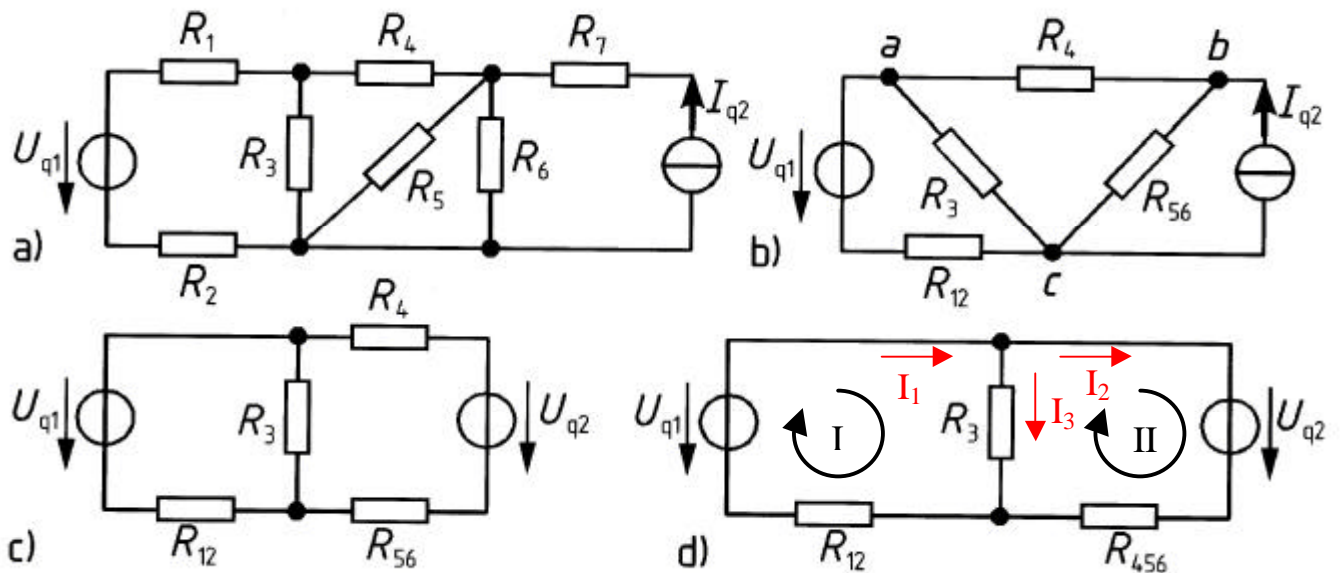 R1 R4 R7
Uq1 R3 R5 R6 Iq2
a) R2
a b
R4
Uq1 R3 R56 Iq2
b) R12 c
R4
Uq1 R3 Uq2
c) R12 R56
I1 I2
Uq1 I R3 I3 II Uq2
d) R12 R456